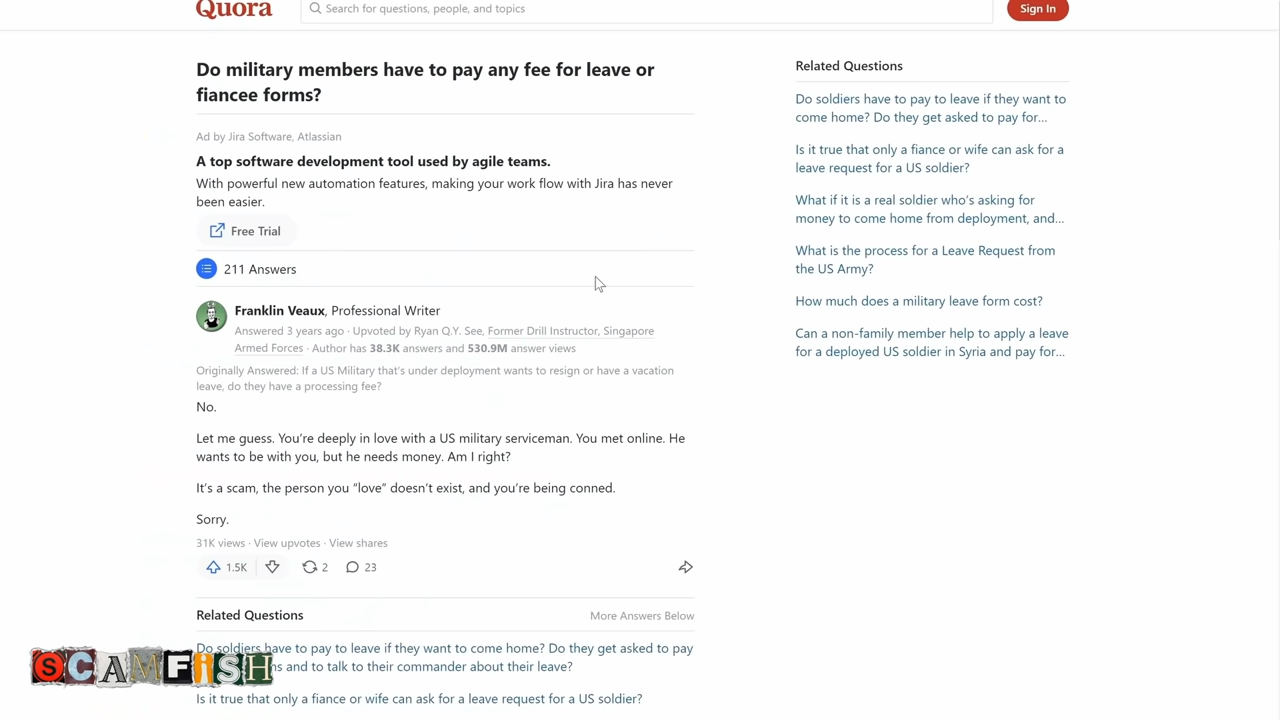 Quora
Search for questions, people, and topics
Sign In
Do military members have to pay any fee for leave or
fiancee forms?
Ad by Jira Software, Atlassian
A top software development tool used by agile teams.
With powerful new automation features, making your work flow with Jira has never
been easier.
Free Trial
211 Answers
Franklin Veaux, Professional Writer
Answered 3 years ago · Upvoted by Ryan Q.Y. See, Former Drill Instructor, Singapore
Armed Forces · Author has 38.3K answers and 530.9M answer views
Originally Answered: If a US Military that's under deployment wants to resign or have a vacation
leave, do they have a processing fee?
No.
Let me guess. You're deeply in love with a US military serviceman. You met online. He
wants to be with you, but he needs money. Am I right?
It's a scam, the person you “love” doesn't exist, and you're being conned.
Sorry.
31K views · View upvotes · View shares
1.5K 2 23
Related Questions
More Answers Below
Do soldiers have to pay to leave if they want to come home? Do they get asked to pay
ns and to talk to their commander about their leave?
Is it true that only a fiance or wife can ask for a leave request for a US soldier?
Related Questions
Do soldiers have to pay to leave if they want to
come home? Do they get asked to pay for...
Is it true that only a fiance or wife can ask for a
leave request for a US soldier?
What if it is a real soldier who's asking for
money to come home from deployment, and...
What is the process for a Leave Request from
the US Army?
How much does a military leave form cost?
Can a non-family member help to apply a leave
for a deployed US soldier in Syria and pay for...
SCAMFiSH